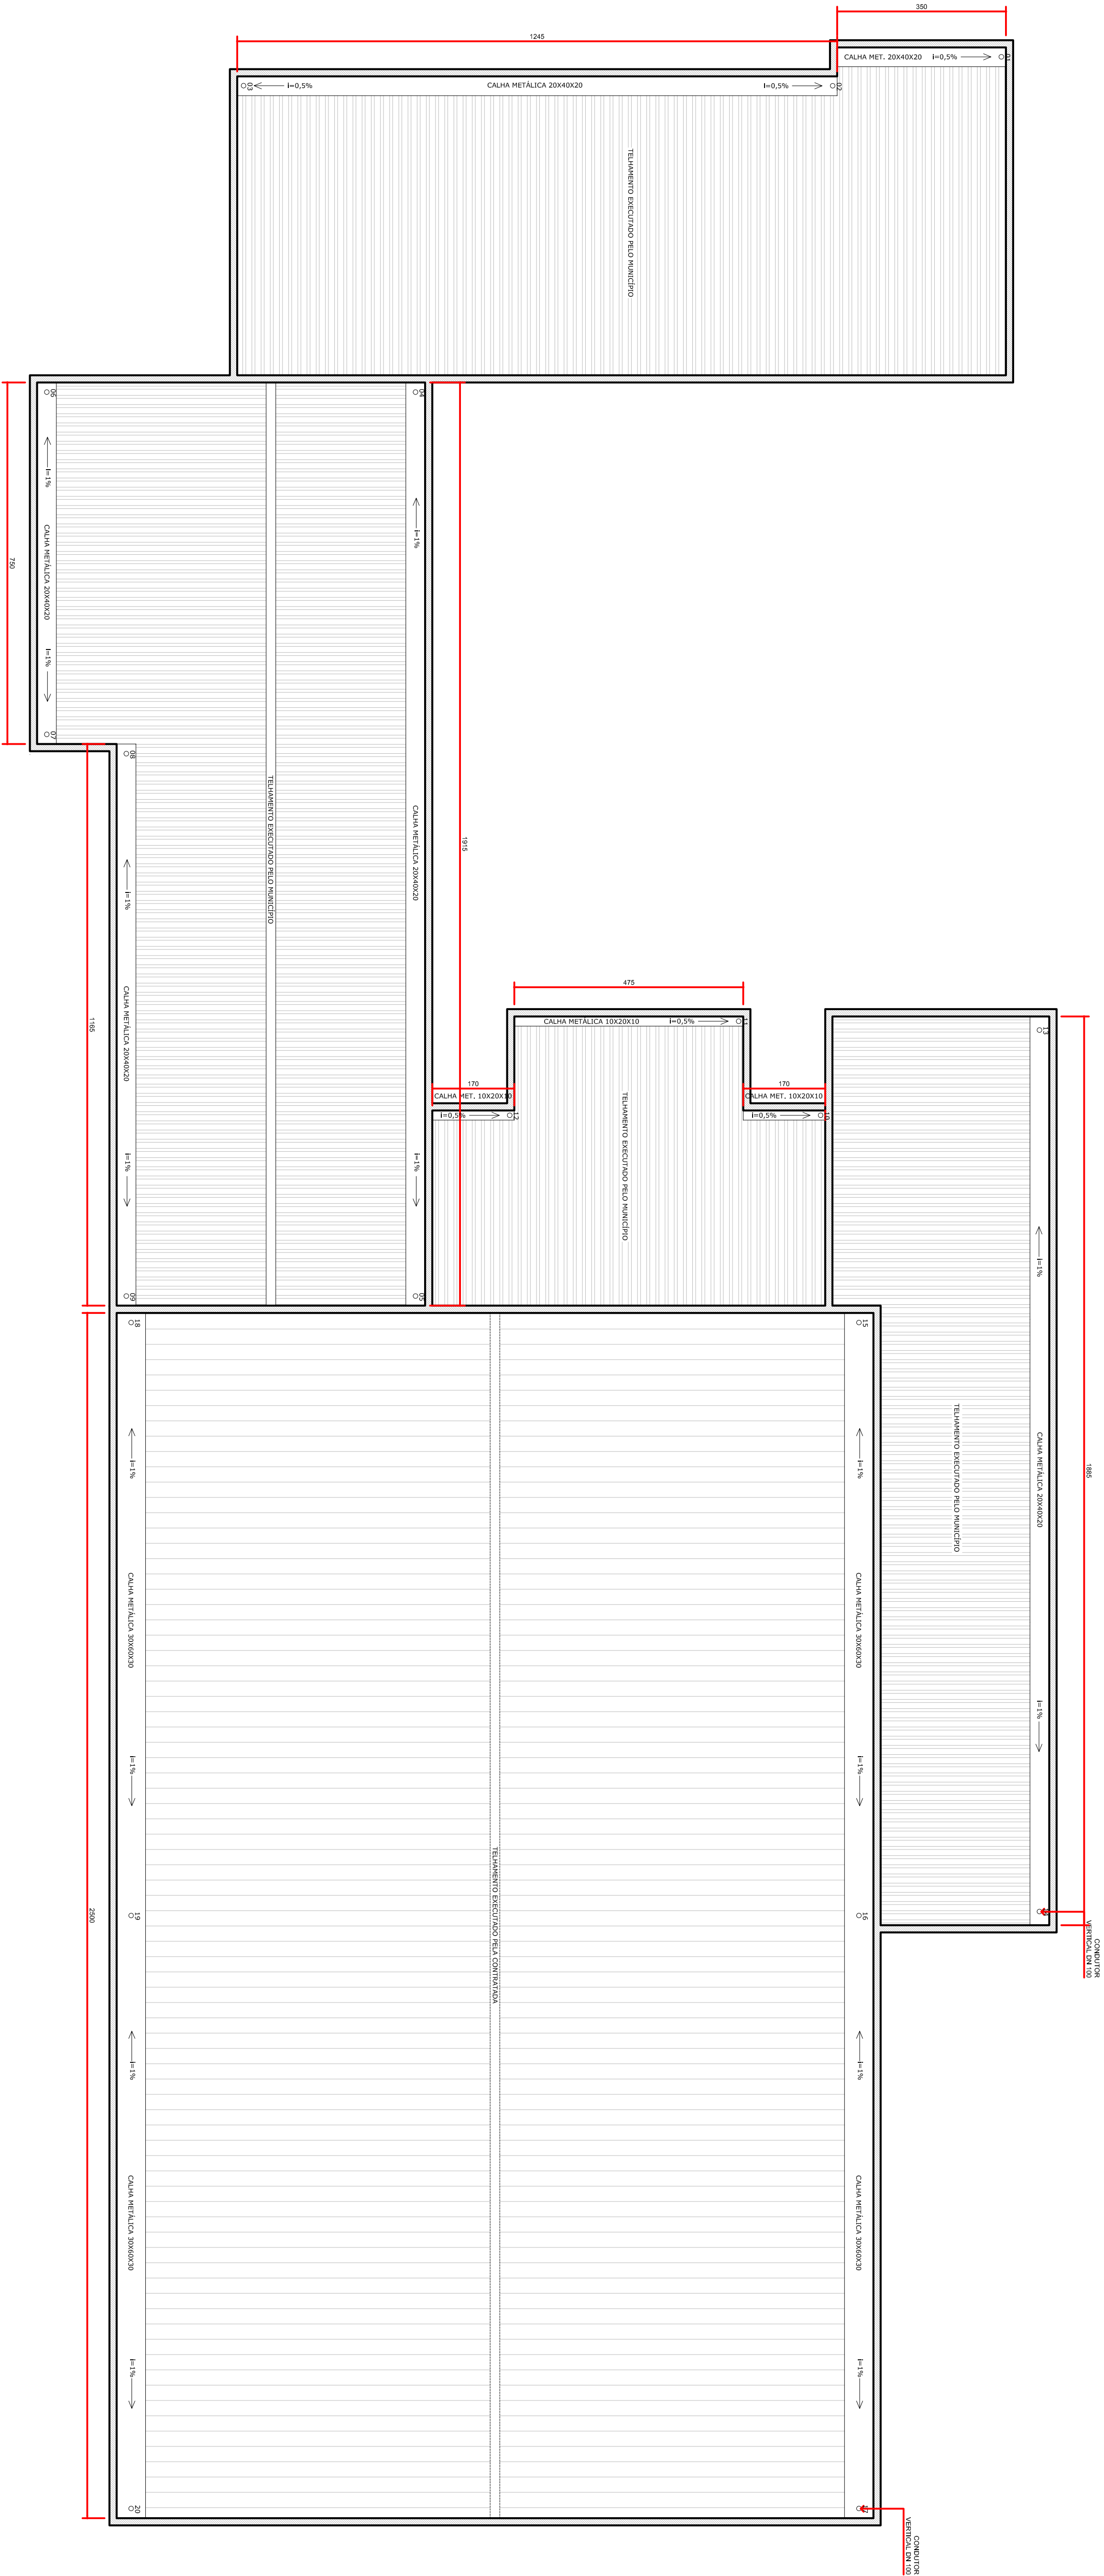 350
1245
CALHA MET. 20X40X20
i=0,5%
01
03
i=0,5%
CALHA METÁLICA 20X40X20
i=0,5%
02
TELHAMENTO EXECUTADO PELO MUNICÍPIO
06
04
i=1%
i=1%
CALHA METÁLICA 20X40X20
750
i=1%
07
08
TELHAMENTO EXECUTADO PELO MUNICÍPIO
CALHA METÁLICA 20X40X20
1915
i=1%
475
CALHA METÁLICA 10X20X10
i=0,5%
11
13
1165
CALHA METÁLICA 20X40X20
170
170
CALHA MET. 10X20X10
CALHA MET. 10X20X10
i=0,5%
12
i=0,5%
10
TELHAMENTO EXECUTADO PELO MUNICÍPIO
i=1%
i=1%
i=1%
09
05
18
15
i=1%
i=1%
TELHAMENTO EXECUTADO PELO MUNICÍPIO
CALHA METÁLICA 20X40X20
1885
CALHA METÁLICA 30X60X30
CALHA METÁLICA 30X60X30
i=1%
i=1%
i=1%
TELHAMENTO EXECUTADO PELA CONTRATADA
19
16
2500
CONDUTOR
VERTICAL DN 100
i=1%
i=1%
CALHA METÁLICA 30X60X30
CALHA METÁLICA 30X60X30
i=1%
i=1%
20
CONDUTOR
VERTICAL DN 100